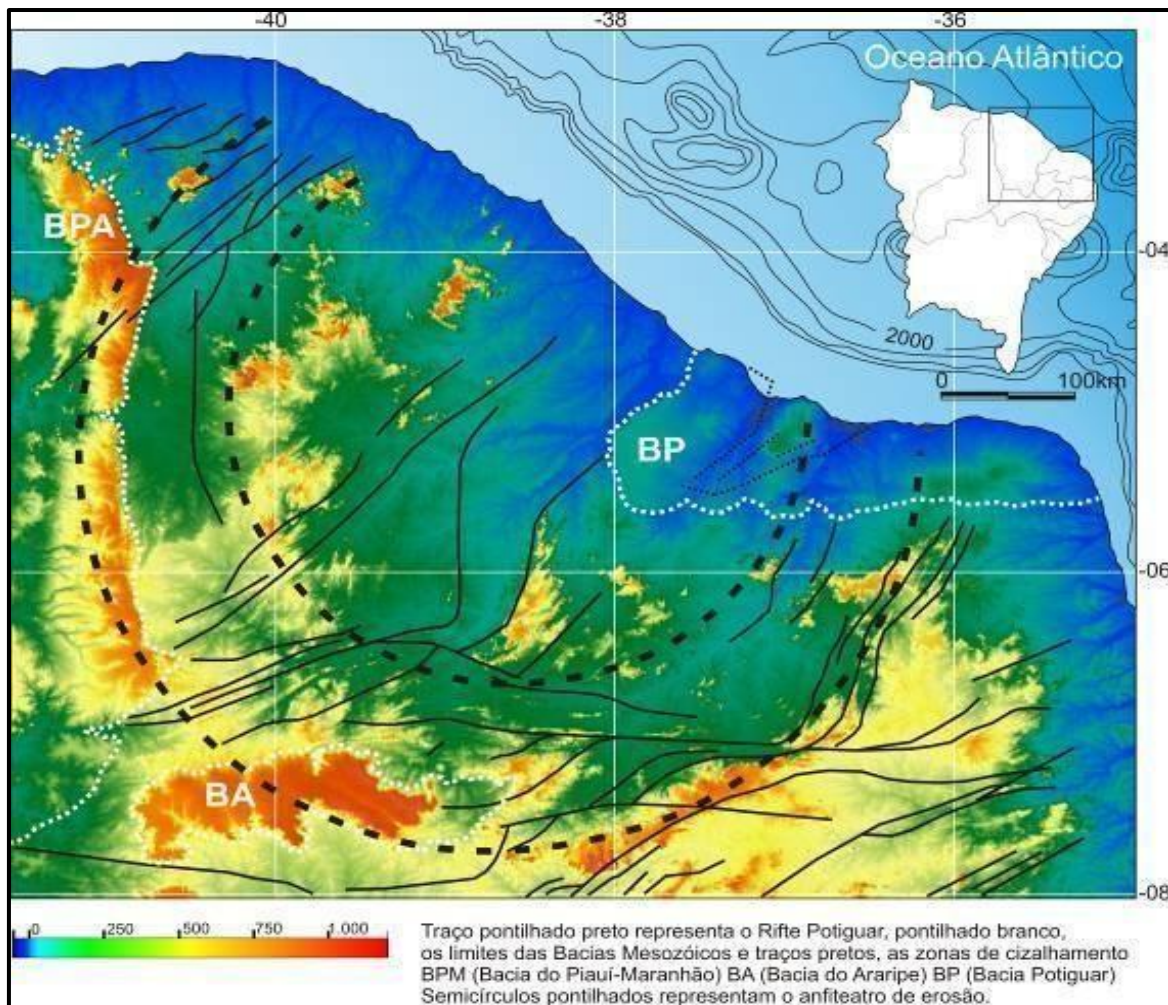 -40 -38 -36
Oceano Atlântico
BPA
-04
2000
0 100km
BP
-06
BA
-08
0 250 500 750 1.000
Traço pontilhado preto representa o Rifte Potiguar, pontilhado branco,
os limites das Bacias Mesozóicos e traços pretos, as zonas de cizalhamento
BPM (Bacia do Piauí-Maranhão) BA (Bacia do Araripe) BP (Bacia Potiguar)
Semicírculos pontilhados representam o anfiteatro de erosão.